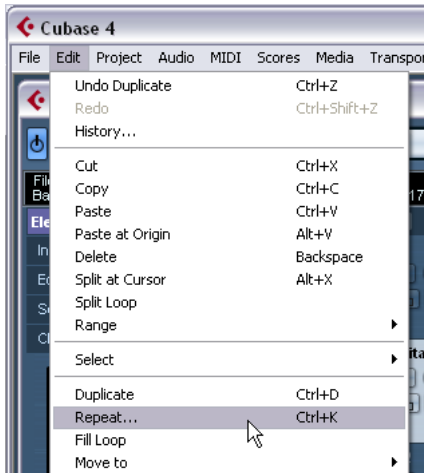 Cubase 4
File Edit Project Audio MIDI Scores Media Transpor
Undo Duplicate Ctrl+Z
Redo Ctrl+Shift+Z
History...
Cut Ctrl+X
Copy Ctrl+C
Paste Ctrl+V
Paste at Origin Alt+V
Delete Backspace
Split at Cursor Alt+X
Split Loop
Range
Select
Duplicate Ctrl+D
Repeat... Ctrl+K
Fill Loop
Move to